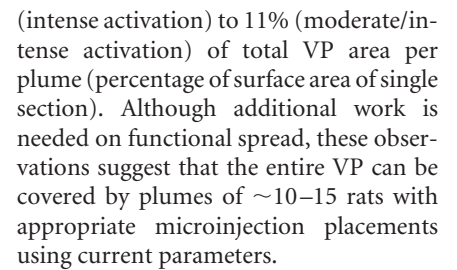 (intense activation) to 11% (moderate/in-
tense activation) of total VP area per
plume (percentage of surface area of single
section). Although additional work is
needed on functional spread, these obser-
vations suggest that the entire VP can be
covered by plumes of ∼10–15 rats with
appropriate microinjection placements
using current parameters.